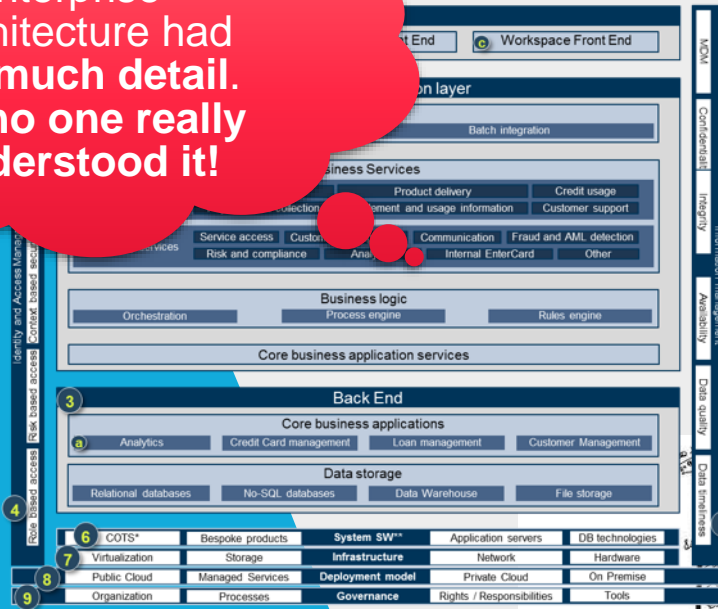 hitecture had
much detail.
no one really
derstood it!
End
c Workspace Front End
n layer
Batch integration
siness Services
Product delivery
Credit usage
ement and usage information
Customer support
Service access
Communication
Fraud and AML detection
Risk and compliance
Internal EnterCard
Other
Business logic
Orchestration
Process engine
Rules engine
Core business application services
3 Back End
Core business applications
a Analytics
Credit Card management
Loan management
Customer Management
Data storage
Relational databases
No-SQL databases
Data Warehouse
File storage
4
6 COTS* Bespoke products System SW** Application servers DB technologies
7 Virtualization Storage Infrastructure Network Hardware
8 Public Cloud Managed Services Deployment model Private Cloud On Premise
9 Organization Processes Governance Rights / Responsibilities Tools
Identity and Access Manag
Context based secu
Risk based access
Role based access
MDM
Confidentialit
Integrity
Availability
Data quality
Data timeliness